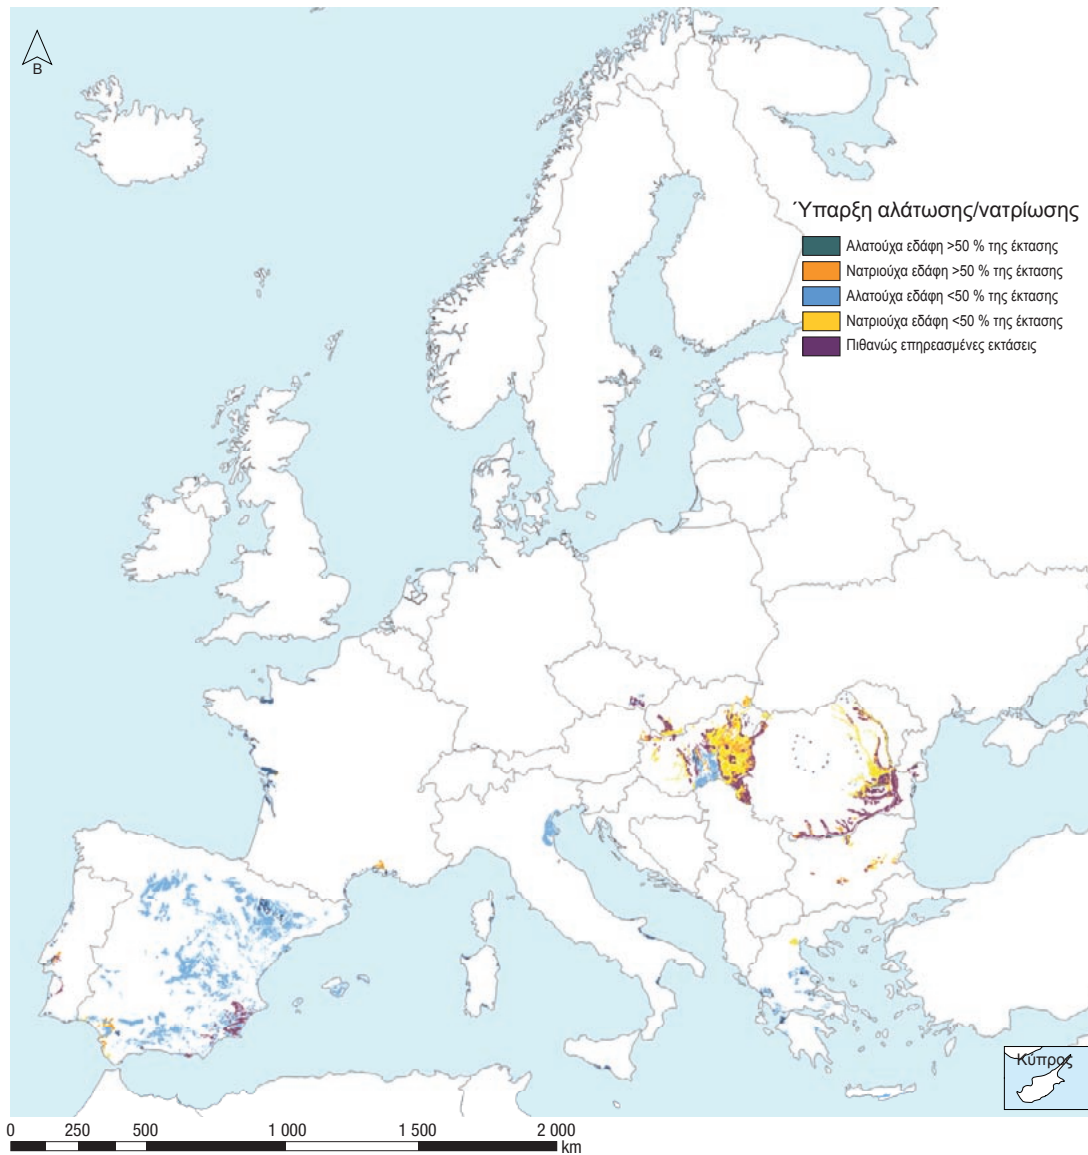 B
Ύπαρξη αλάτωσης/νατρίωσης
Αλατούχα εδάφη >50 % της έκτασης
Νατριούχα εδάφη >50 % της έκτασης
Αλατούχα εδάφη <50 % της έκτασης
Νατριούχα εδάφη <50 % της έκτασης
Πιθανώς επηρεασμένες εκτάσεις
Κύπρος
0 250 500 1 000 1 500 2 000
km